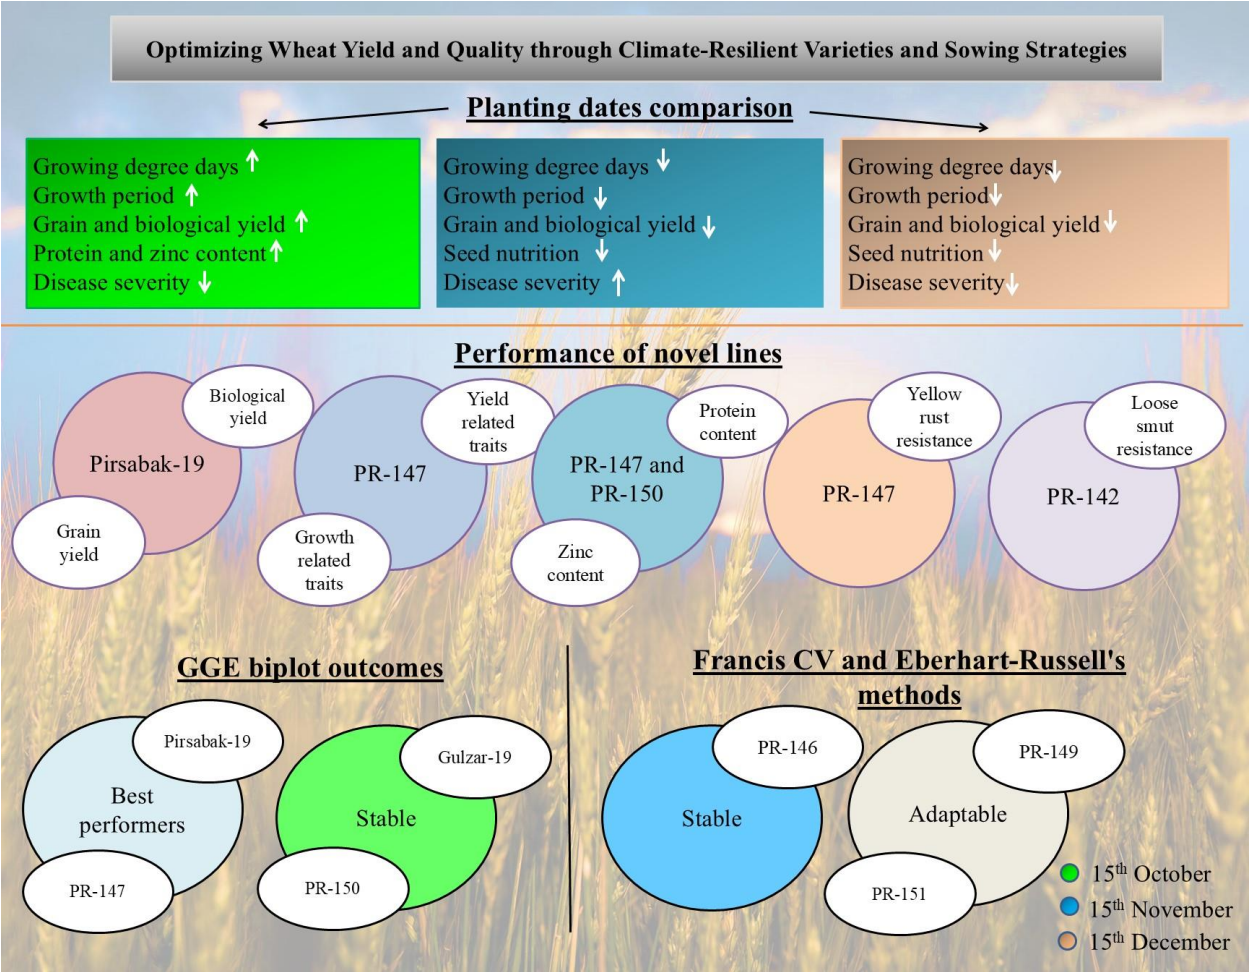 Optimizing Wheat Yield and Quality through Climate-Resilient Varieties and Sowing Strategies
Planting dates comparison
Growing degree days ↑
Growth period ↑
Grain and biological yield ↑
Protein and zinc content ↑
Disease severity ↓
Growing degree days ↓
Growth period ↓
Grain and biological yield ↓
Seed nutrition ↓
Disease severity ↑
Growing degree days ↓
Growth period ↓
Grain and biological yield ↓
Seed nutrition ↓
Disease severity ↓
Performance of novel lines
Biological
yield
Pirsabak-19
Grain
yield
Yield
related
traits
PR-147
Growth
related
traits
Protein
content
PR-147 and
PR-150
Zinc
content
Yellow
rust
resistance
PR-147
Loose
smut
resistance
PR-142
GGE biplot outcomes
Pirsabak-19
Best
performers
PR-147
Gulzar-19
Stable
PR-150
Francis CV and Eberhart-Russell's
methods
PR-146
Stable
PR-149
Adaptable
PR-151
15th October
15th November
15th December